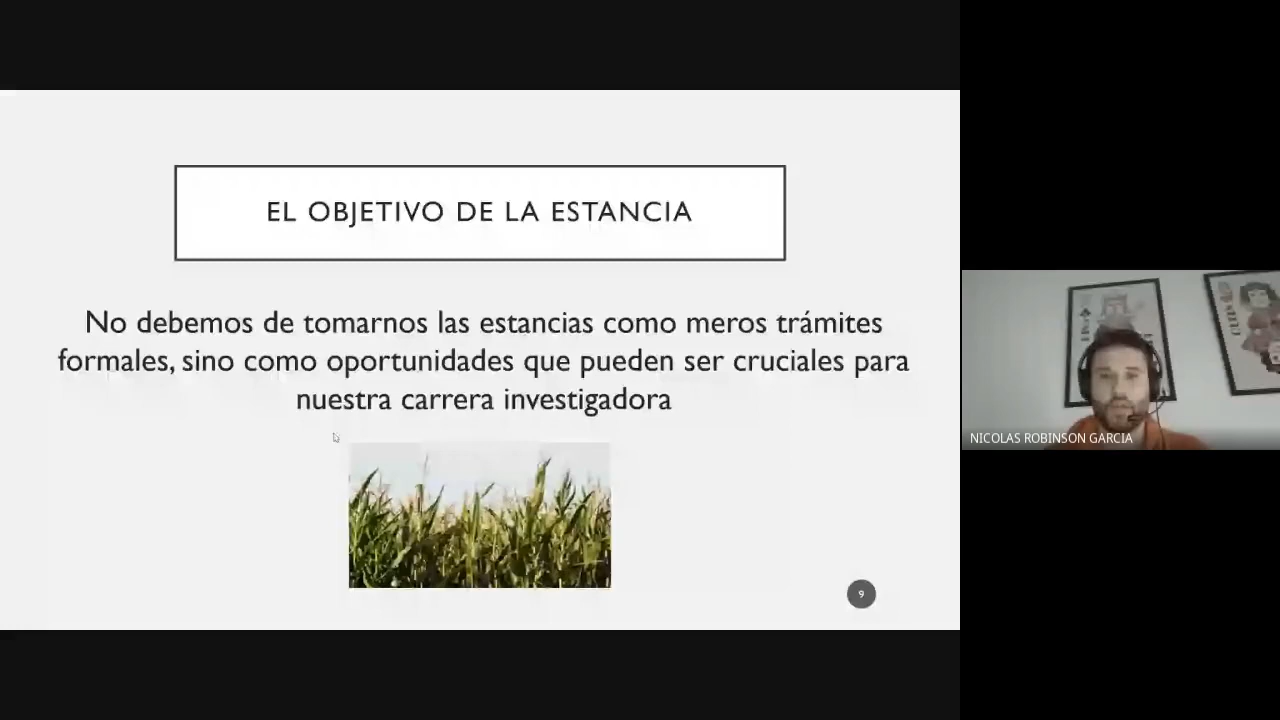 EL OBJETIVO DE LA ESTANCIA
No debemos de tomarnos las estancias como meros trámites
formales, sino como oportunidades que pueden ser cruciales para
nuestra carrera investigadora
9
NICOLAS ROBINSON GARCIA